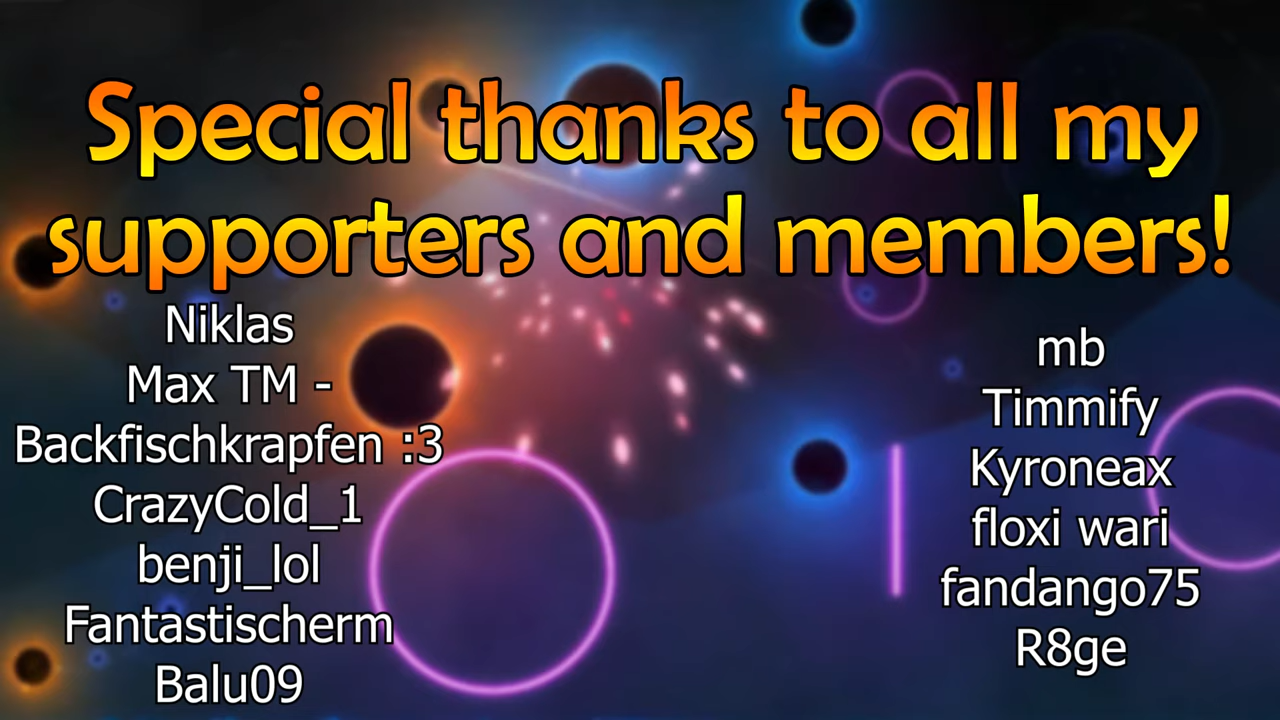 Special thanks to all my
supporters and members!
Niklas
Max TM -
Backfischkrapfen :3
CrazyCold_1
benji_lol
Fantastischerm
Balu09
mb
Timmify
Kyroneax
floxi wari
fandango75
R8ge